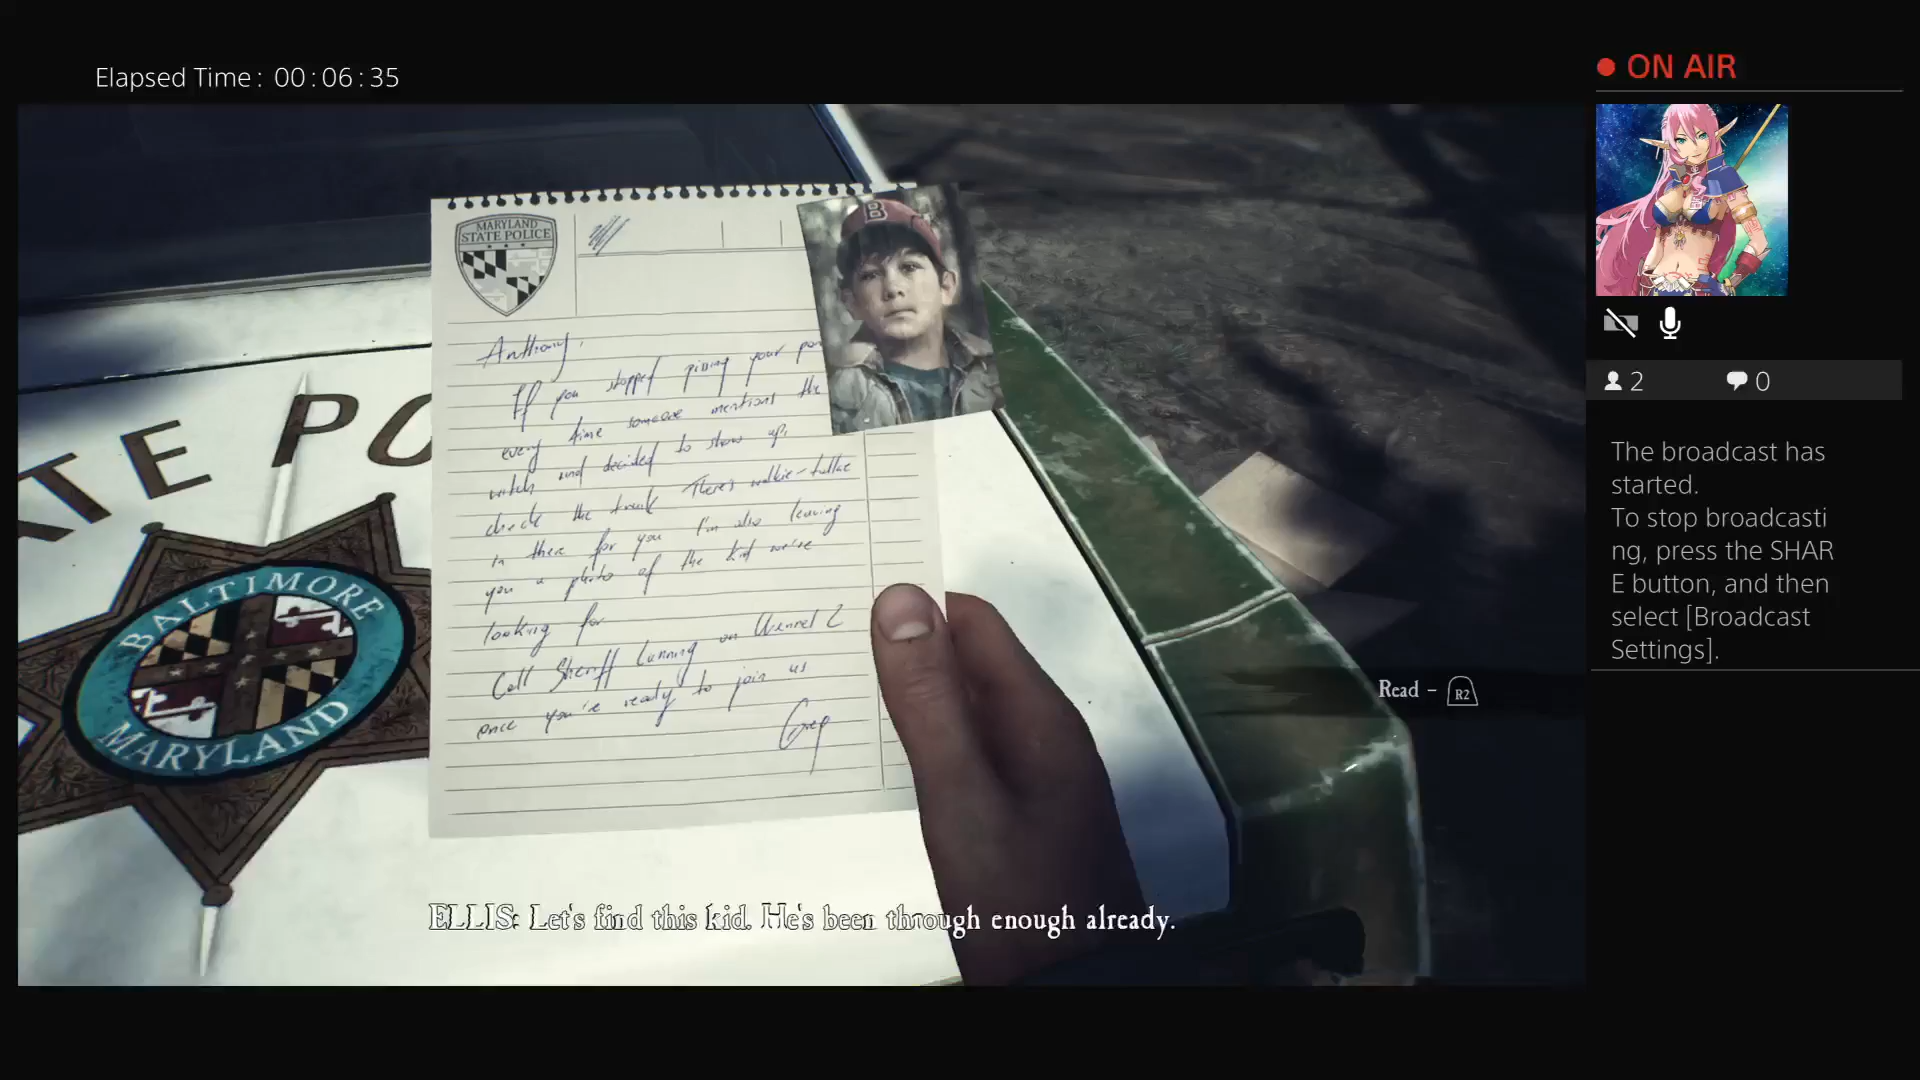 Elapsed Time: 00:06:35
ON AIR
2
0
The broadcast has
started.
To stop broadcasti
ng, press the SHAR
E button, and then
select [Broadcast
Settings].
MARYLAND
STATE POLICE
B
Anthony,
If you stopped pissing your
every time someone mentions the
witch and decided to show up,
check the trunk There's walkie-talkie
in there for you I'm also leaving
you a photo of the kid we're
looking for
Call Sheriff Lanning on Channel 2
once you're ready to join us
Greg
ATE PO
BALTIMORE
MARYLAND
Read - R2
ELLIS: Let's find this kid. He's been through enough already.